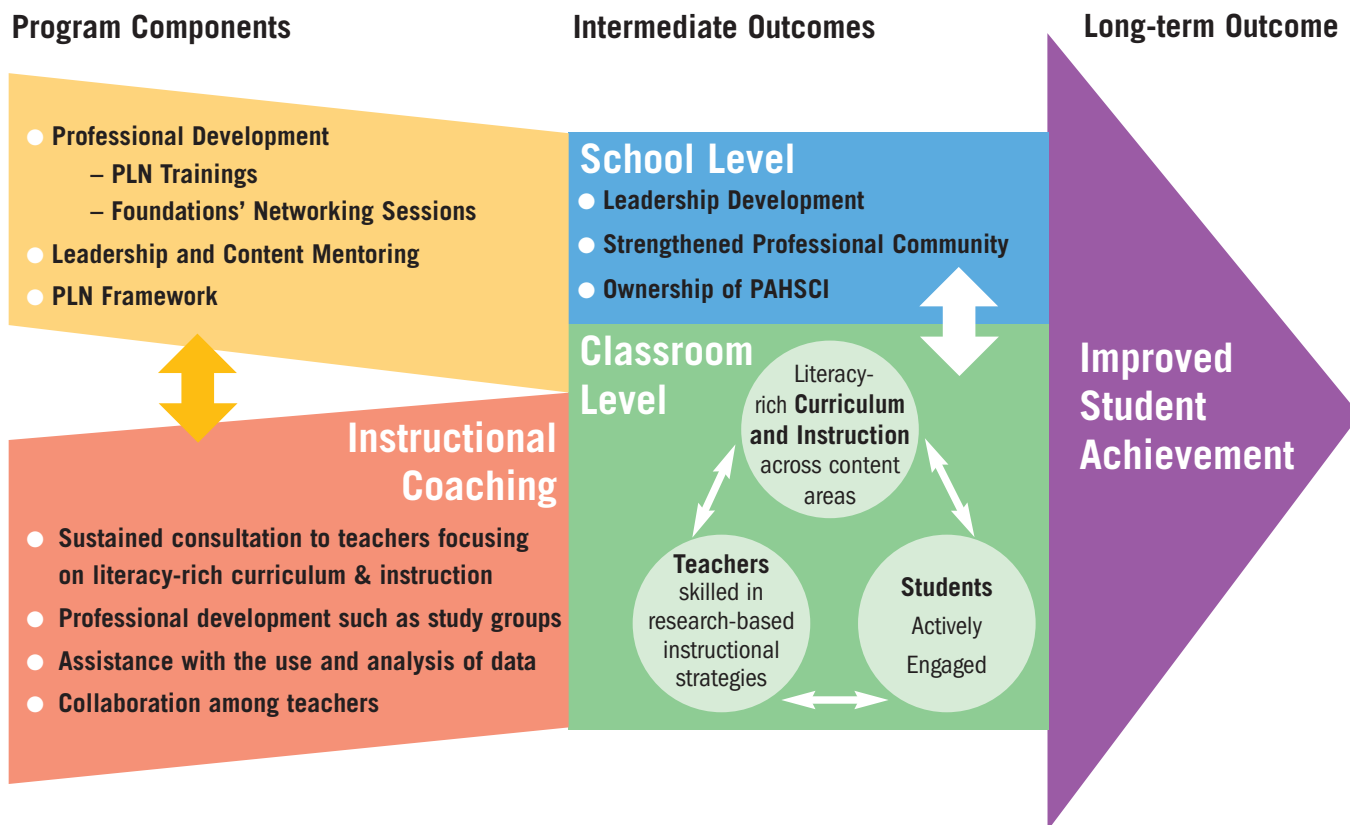 Program Components
Intermediate Outcomes
Long-term Outcome
● Professional Development
– PLN Trainings
– Foundations’ Networking Sessions
● Leadership and Content Mentoring
● PLN Framework
Instructional
Coaching
● Sustained consultation to teachers focusing
on literacy-rich curriculum & instruction
● Professional development such as study groups
● Assistance with the use and analysis of data
● Collaboration among teachers
School Level
● Leadership Development
● Strengthened Professional Community
● Ownership of PAHSCI
Classroom
Level
Literacy-
rich Curriculum
and Instruction
across content
areas
Teachers
skilled in
research-based
instructional
strategies
Students
Actively
Engaged
Improved
Student
Achievement